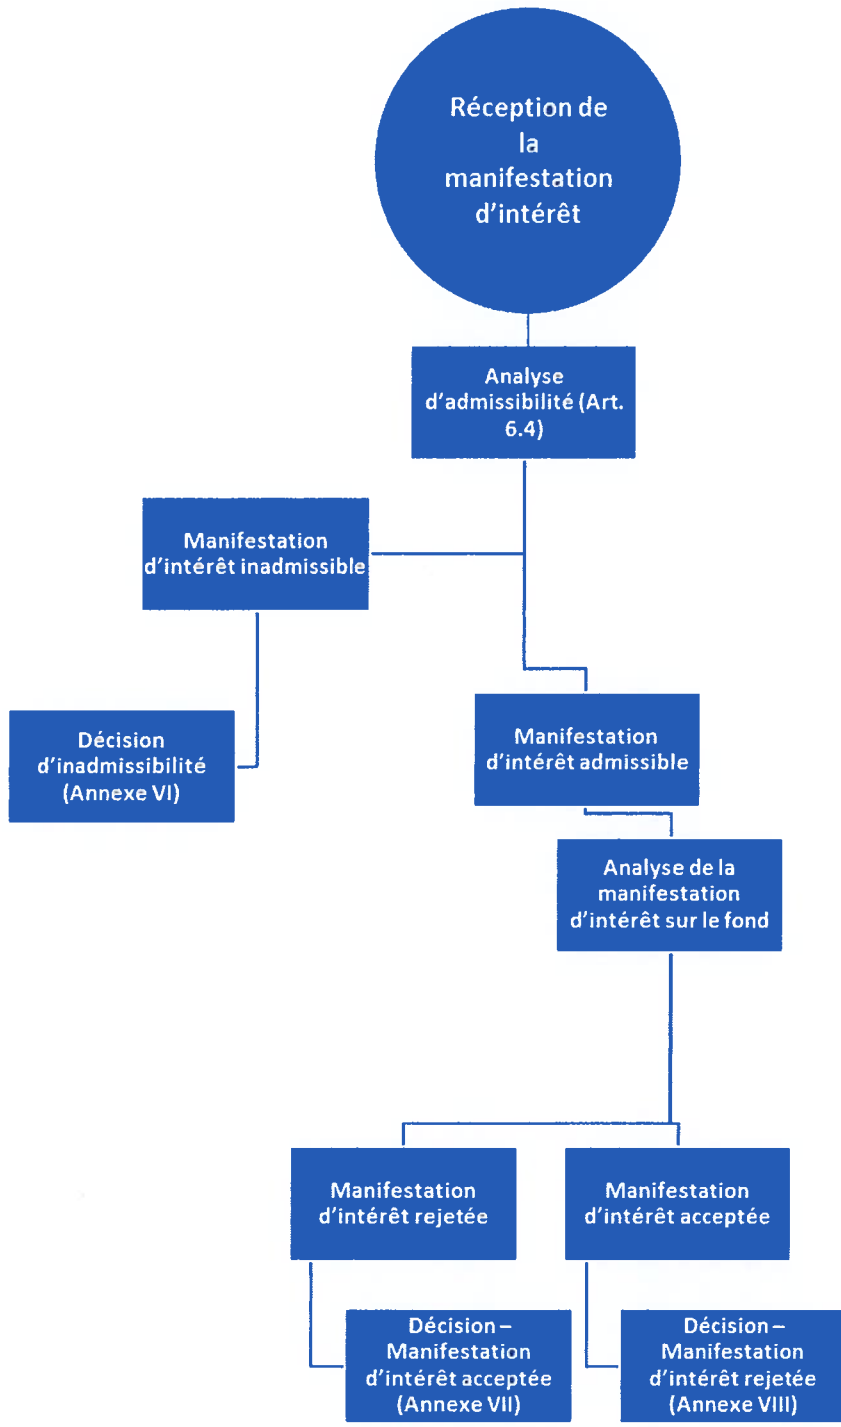 Réception de
la
manifestation
d'intérêt
Analyse
d'admissibilité (Art.
6.4)
Manifestation
d'intérêt inadmissible
Décision
d'inadmissibilité
(Annexe VI)
Manifestation
d'intérêt admissible
Analyse de la
manifestation
d'intérêt sur le fond
Manifestation
d'intérêt rejetée
Manifestation
d'intérêt acceptée
Décision –
Manifestation
d'intérêt acceptée
(Annexe VII)
Décision –
Manifestation
d'intérêt rejetée
(Annexe VIII)